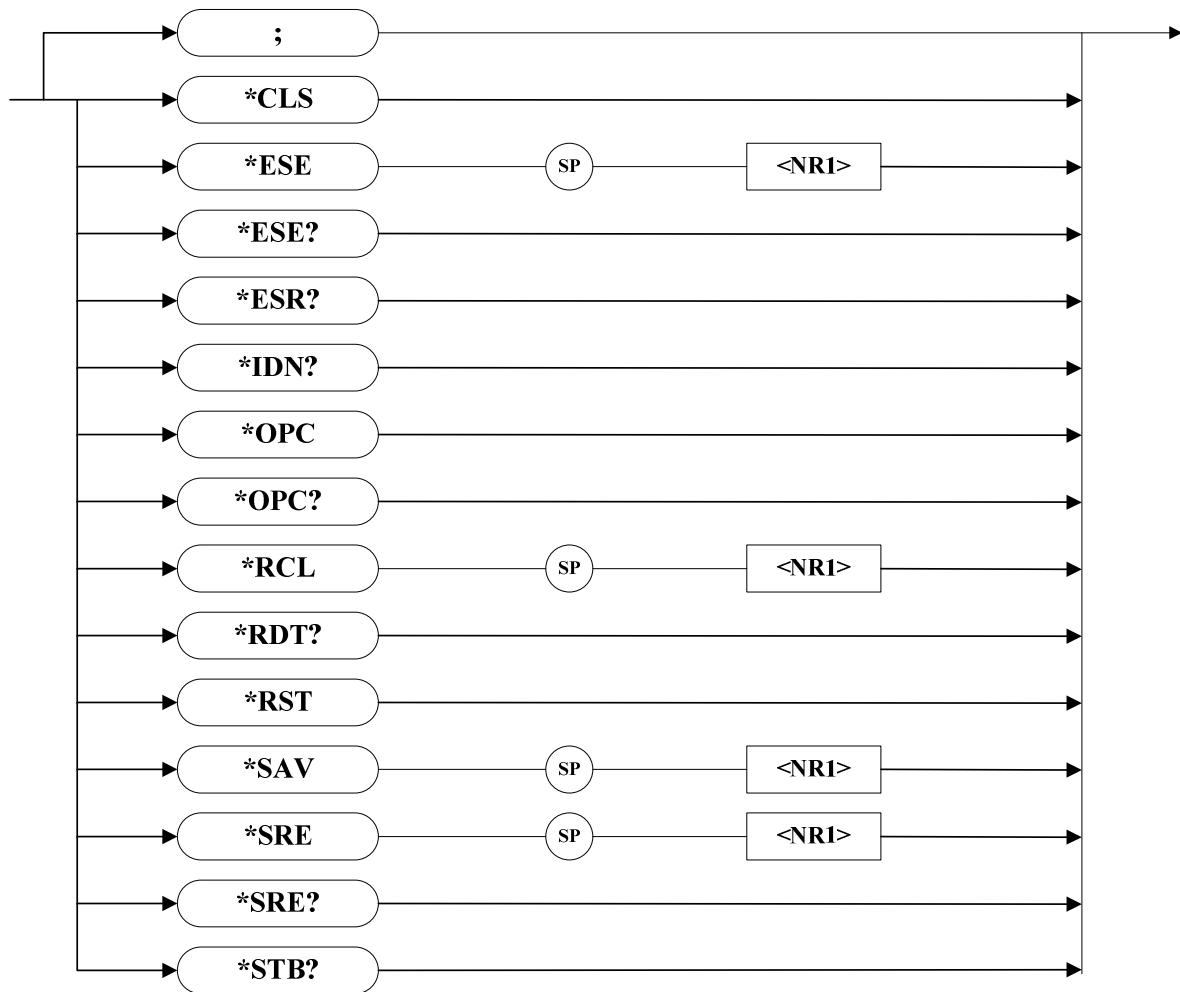 ;
*CLS
*ESE SP <NR1>
*ESE?
*ESR?
*IDN?
*OPC
*OPC?
*RCL SP <NR1>
*RDT?
*RST
*SAV SP <NR1>
*SRE SP <NR1>
*SRE?
*STB?